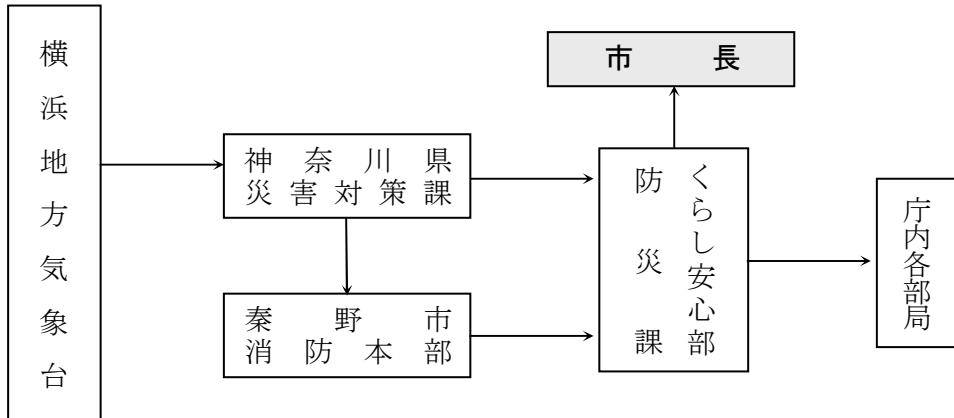 横浜地方気象台
市長
神奈川県
災害対策課
秦野市
消防本部
くらし安心部
防災課
庁内各部局